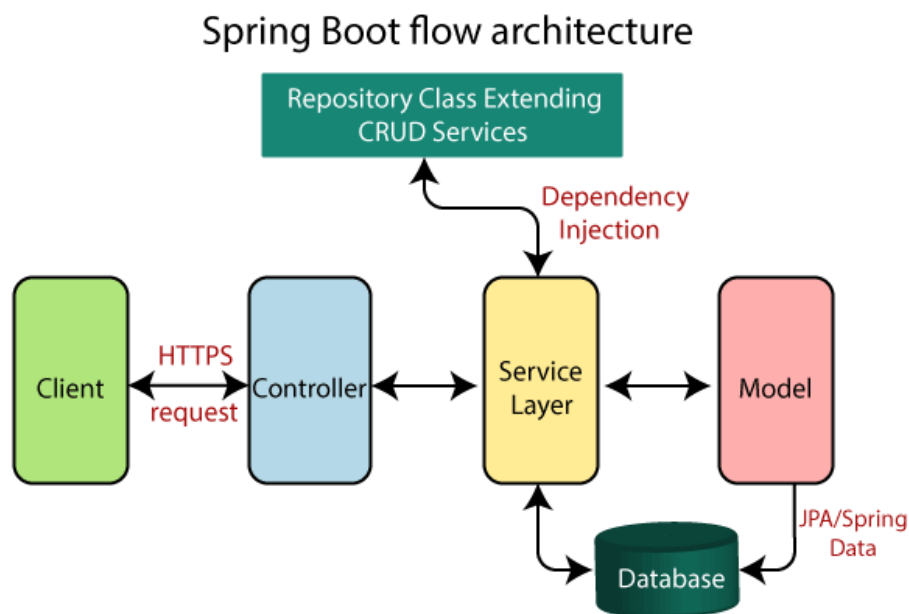 Spring Boot flow architecture
Repository Class Extending
CRUD Services
Dependency
Injection
HTTPS
request
Client
Controller
Service
Layer
Model
JPA/Spring
Data
Database